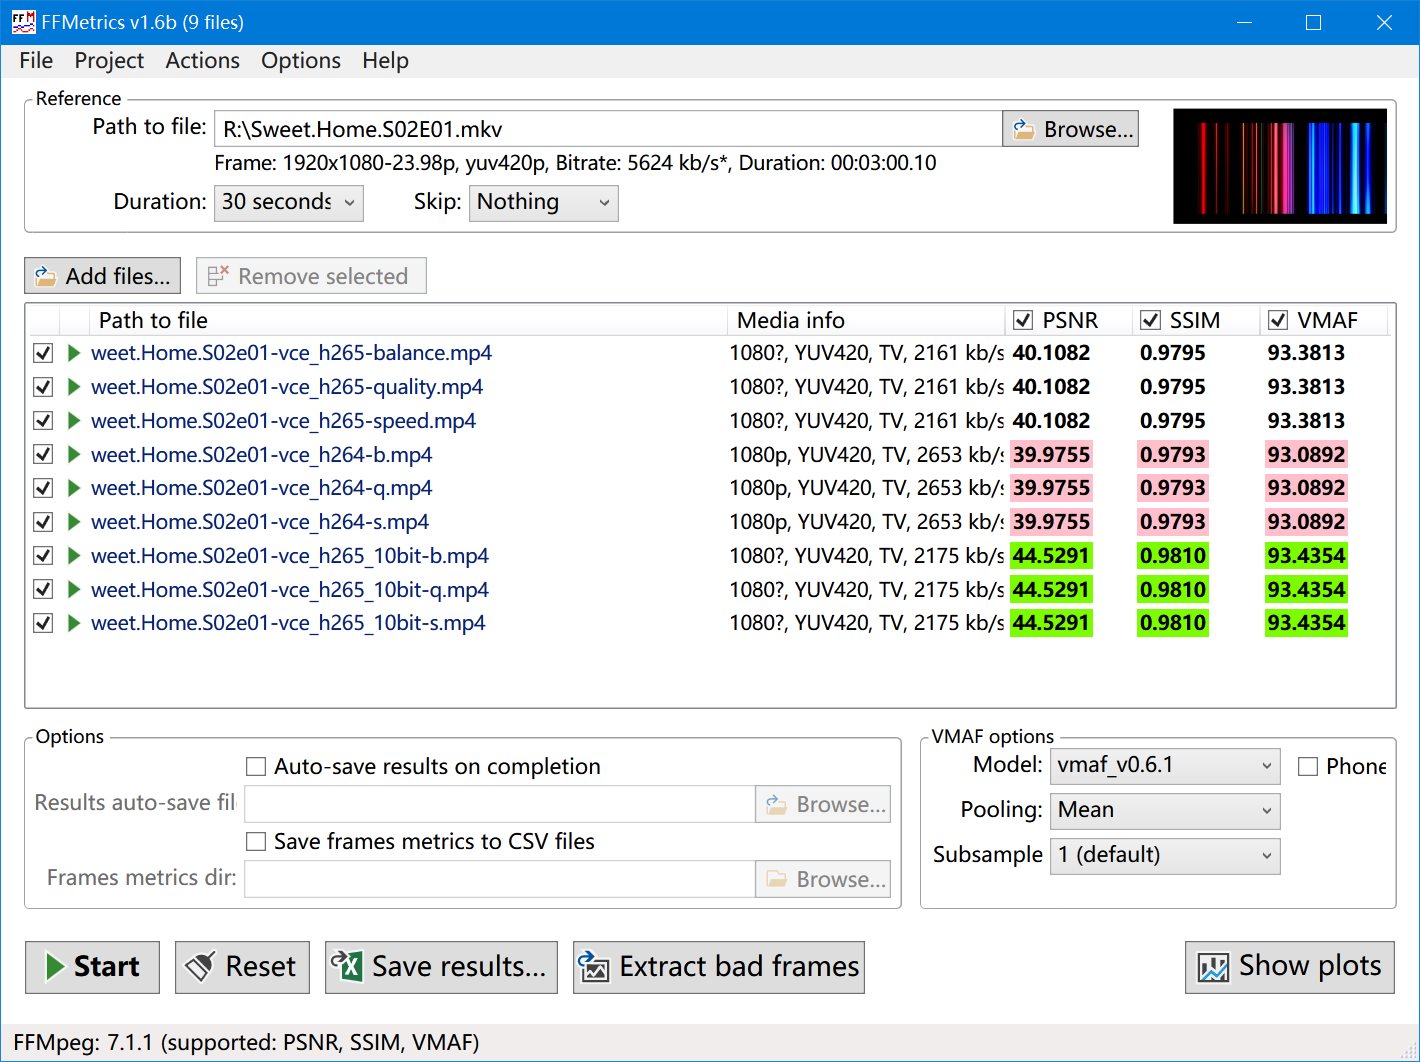 FFMetrics v1.6b (9 files)
File Project Actions Options Help
Reference
Path to file: R:\Sweet.Home.S02E01.mkv Browse...
Frame: 1920x1080-23.98p, yuv420p, Bitrate: 5624 kb/s*, Duration: 00:03:00.10
Duration: 30 seconds Skip: Nothing
Add files... Remove selected
Path to file Media info PSNR SSIM VMAF
weet.Home.S02e01-vce_h265-balance.mp4 1080?, YUV420, TV, 2161 kb/s 40.1082 0.9795 93.3813
weet.Home.S02e01-vce_h265-quality.mp4 1080?, YUV420, TV, 2161 kb/s 40.1082 0.9795 93.3813
weet.Home.S02e01-vce_h265-speed.mp4 1080?, YUV420, TV, 2161 kb/s 40.1082 0.9795 93.3813
weet.Home.S02e01-vce_h264-b.mp4 1080p, YUV420, TV, 2653 kb/s 39.9755 0.9793 93.0892
weet.Home.S02e01-vce_h264-q.mp4 1080p, YUV420, TV, 2653 kb/s 39.9755 0.9793 93.0892
weet.Home.S02e01-vce_h264-s.mp4 1080p, YUV420, TV, 2653 kb/s 39.9755 0.9793 93.0892
weet.Home.S02e01-vce_h265_10bit-b.mp4 1080?, YUV420, TV, 2175 kb/s 44.5291 0.9810 93.4354
weet.Home.S02e01-vce_h265_10bit-q.mp4 1080?, YUV420, TV, 2175 kb/s 44.5291 0.9810 93.4354
weet.Home.S02e01-vce_h265_10bit-s.mp4 1080?, YUV420, TV, 2175 kb/s 44.5291 0.9810 93.4354
Options
Auto-save results on completion
Results auto-save fil Browse...
Save frames metrics to CSV files
Frames metrics dir: Browse...
VMAF options
Model: vmaf_v0.6.1 Phone
Pooling: Mean
Subsample 1 (default)
Start Reset Save results... Extract bad frames Show plots
FFMpeg: 7.1.1 (supported: PSNR, SSIM, VMAF)